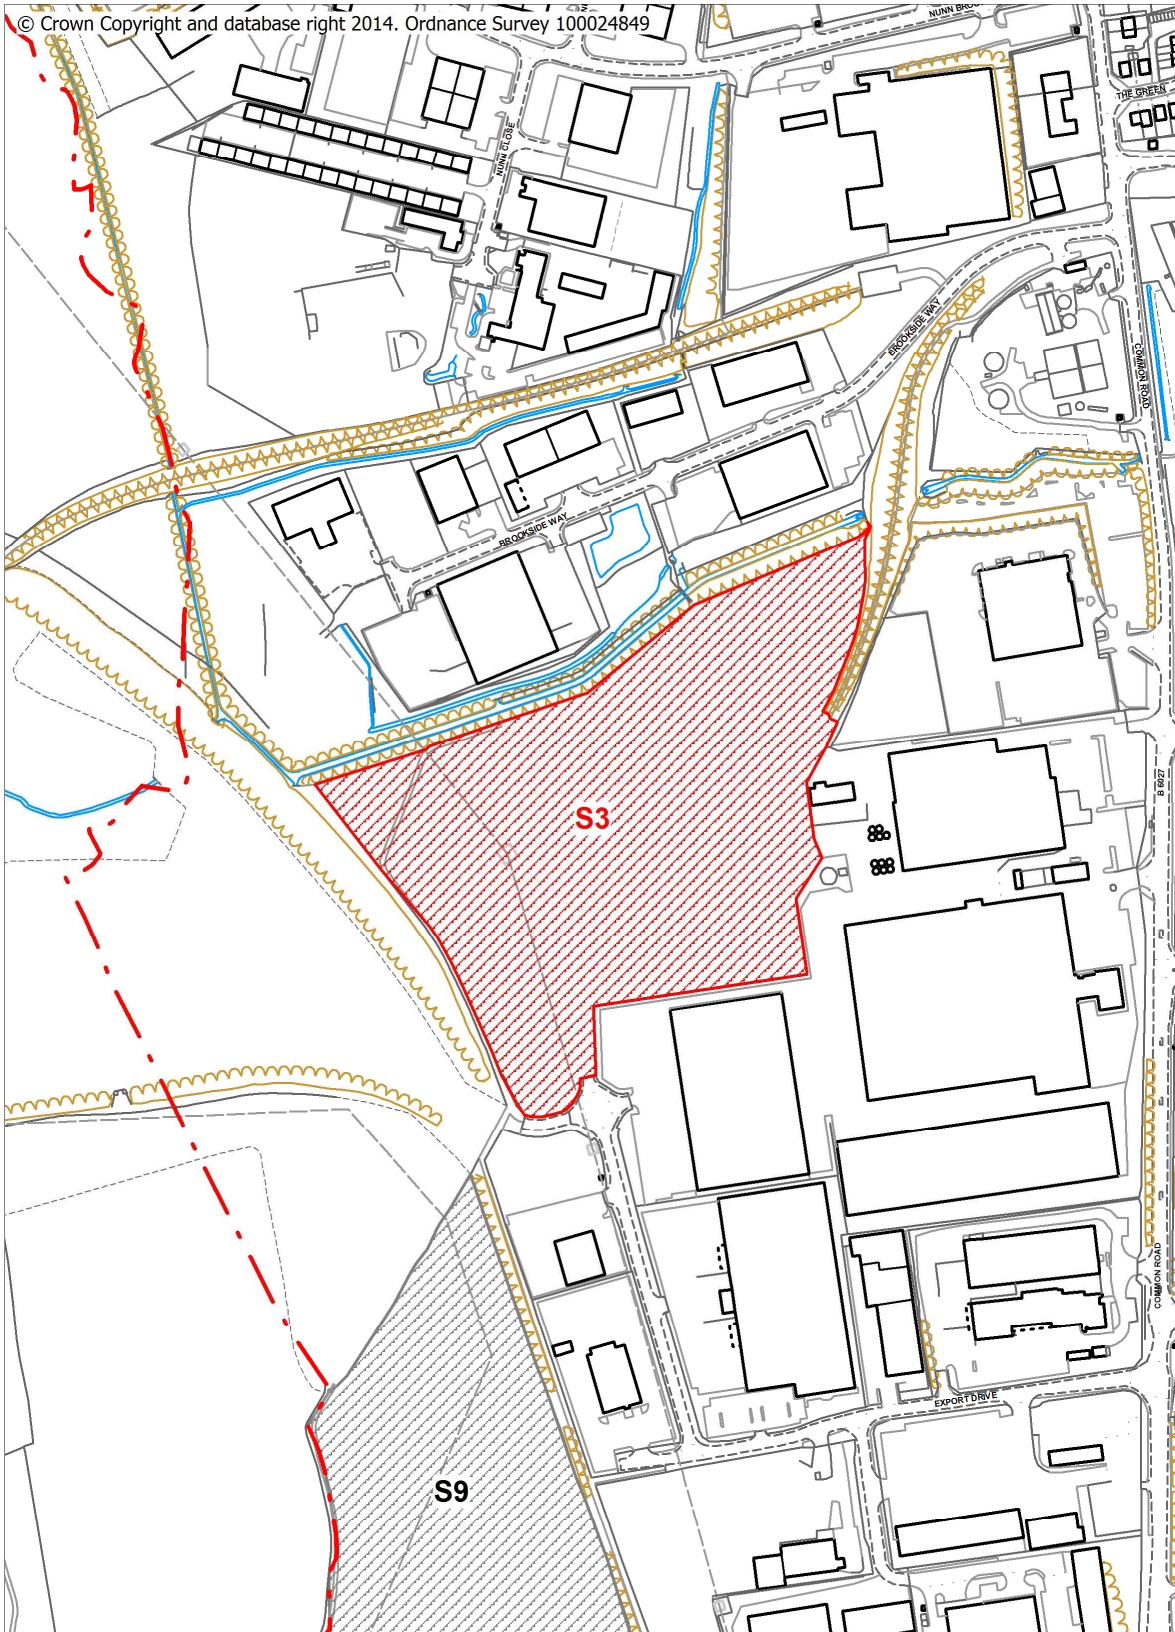 © Crown Copyright and database right 2014. Ordnance Survey 100024849
NUNN BROO
THE GREEN
NUNN CLOSE
BROOKSIDE WAY
COMMON ROAD
BROOKSIDE WAY
B 6027
S3
COMMON ROAD
EXPORT DRIVE
S9